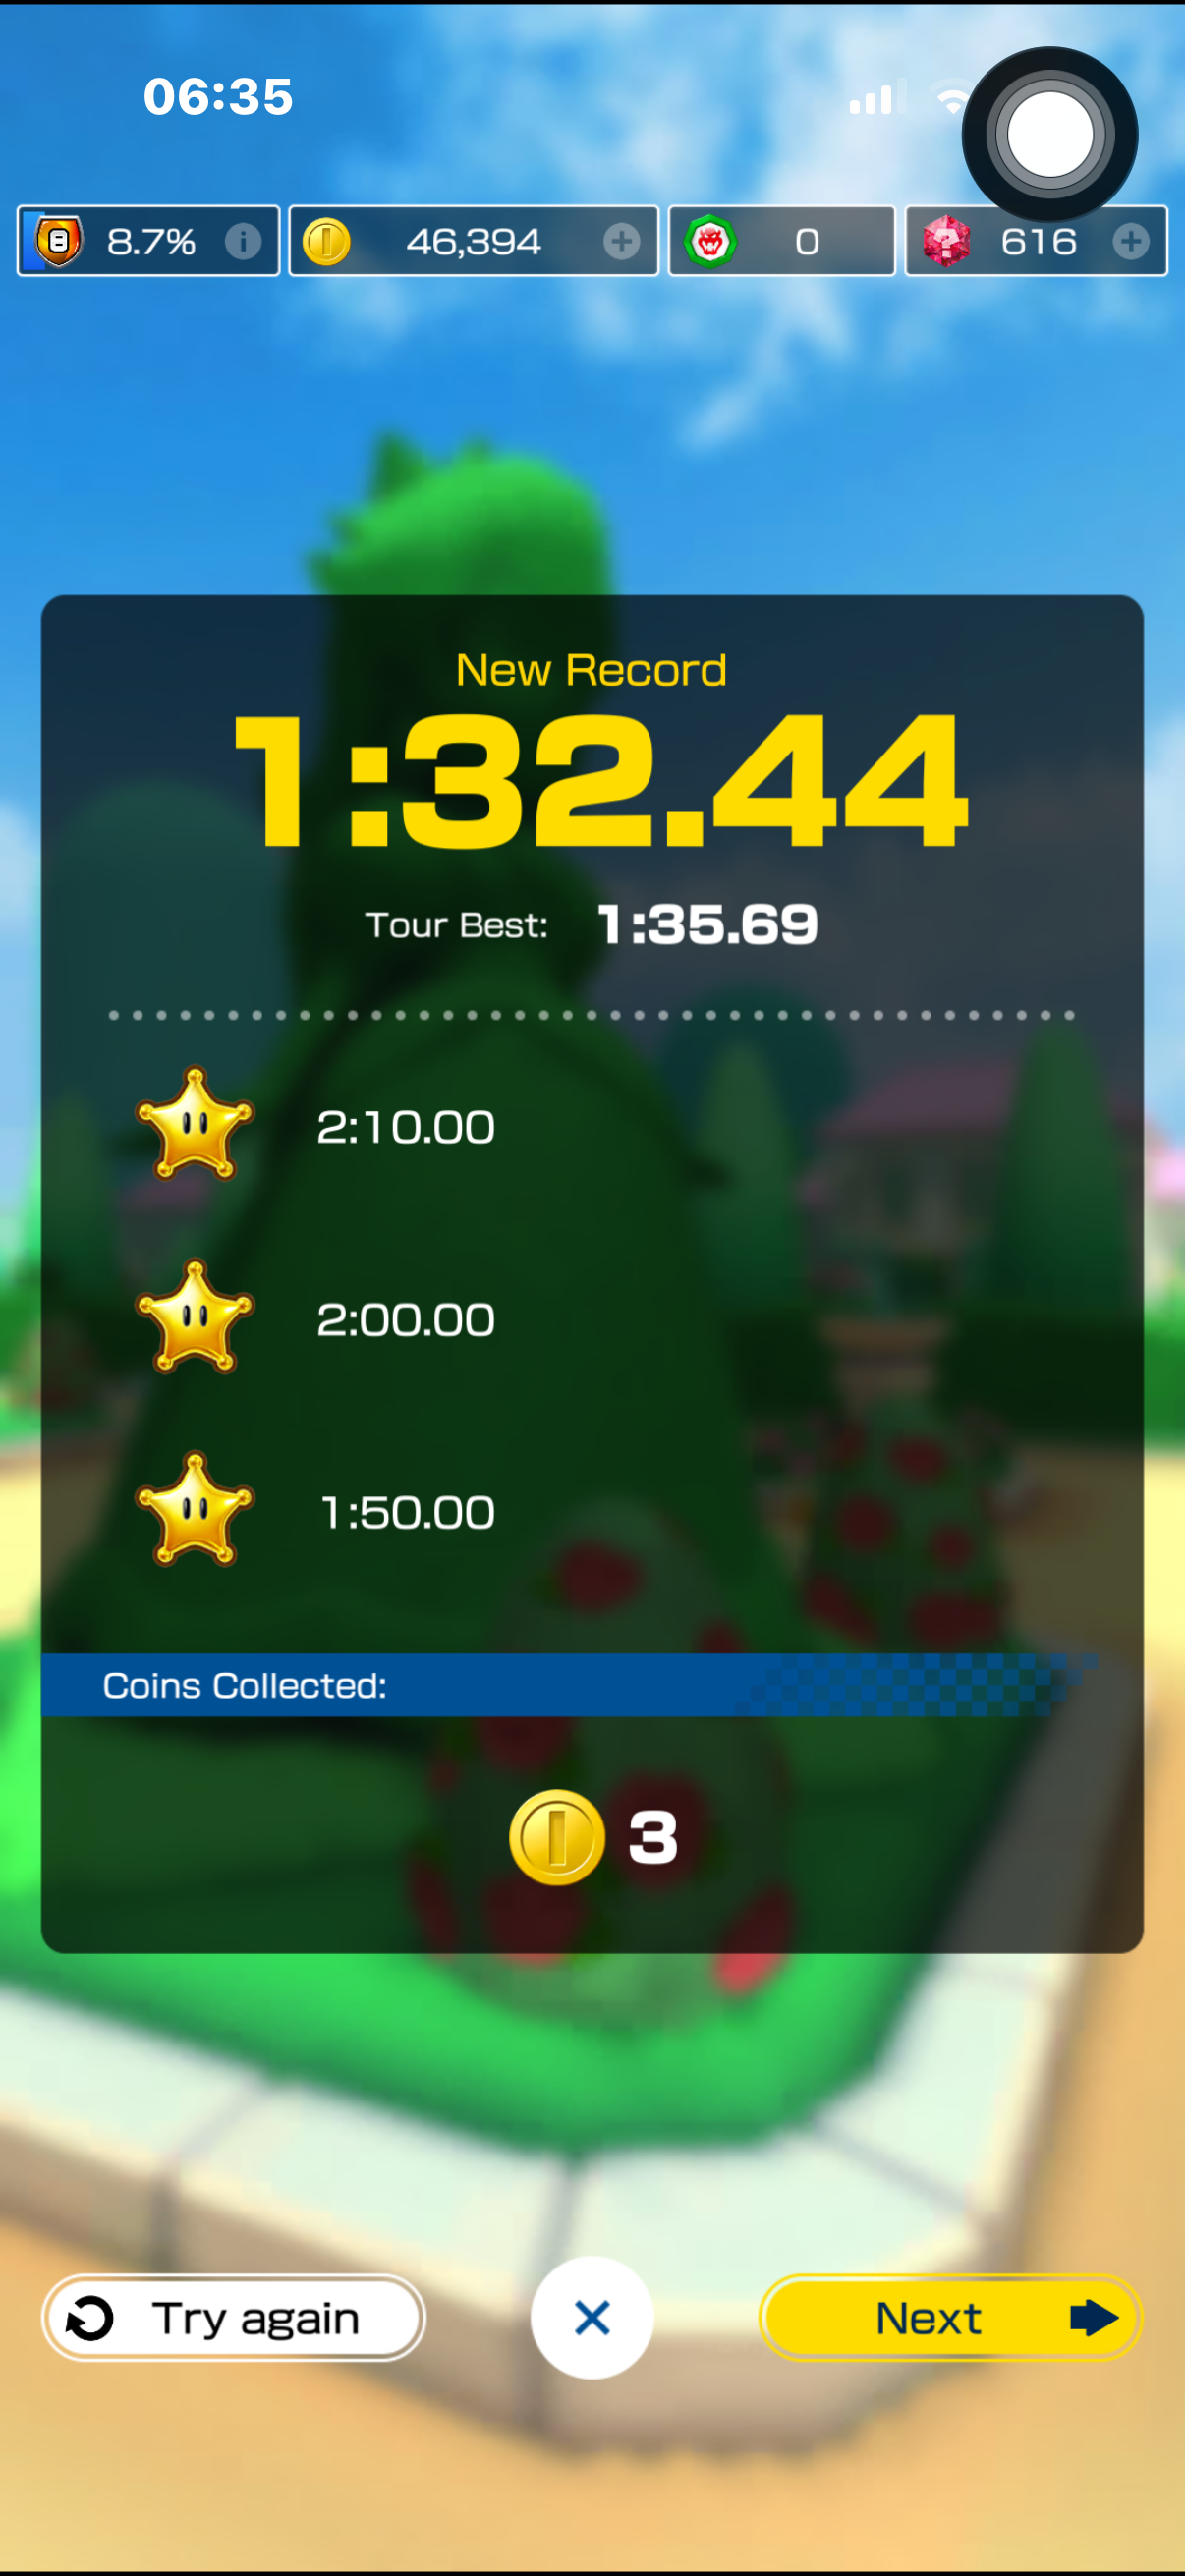 06:35
8.7%
46,394
0
616
New Record
1:32.44
Tour Best: 1:35.69
2:10.00
2:00.00
1:50.00
Coins Collected:
3
Try again
Next